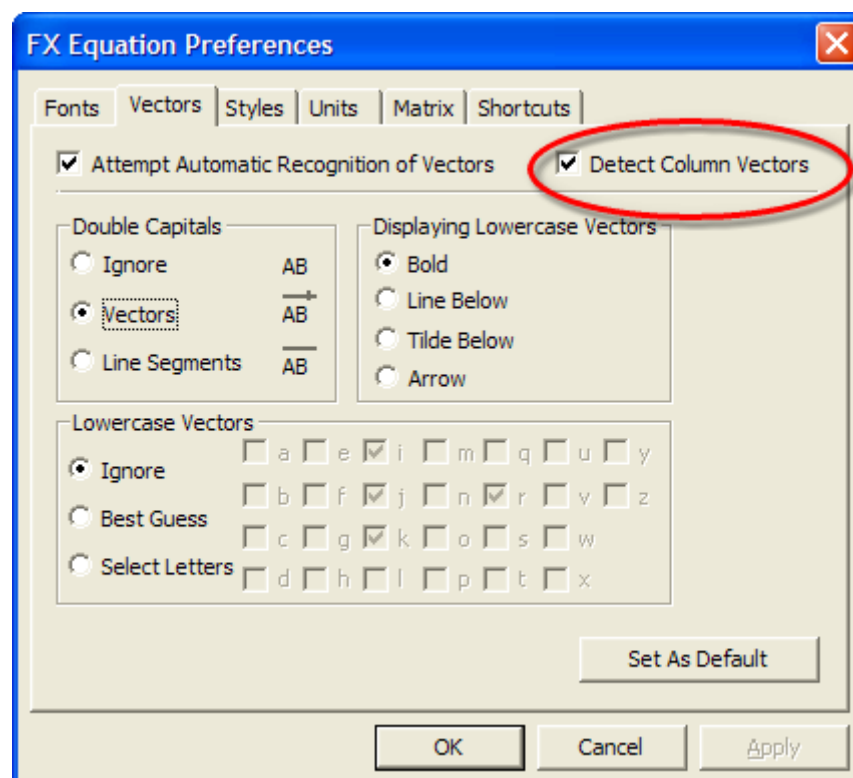 FX Equation Preferences
Fonts Vectors Styles Units Matrix Shortcuts
Attempt Automatic Recognition of Vectors Detect Column Vectors
Double Capitals
Ignore AB
Vectors AB
Line Segments AB
Displaying Lowercase Vectors
Bold
Line Below
Tilde Below
Arrow
Lowercase Vectors
Ignore
Best Guess
Select Letters
a e i m q u y
b f j n r v z
c g k o s w
d h l p t x
Set As Default
OK Cancel Apply